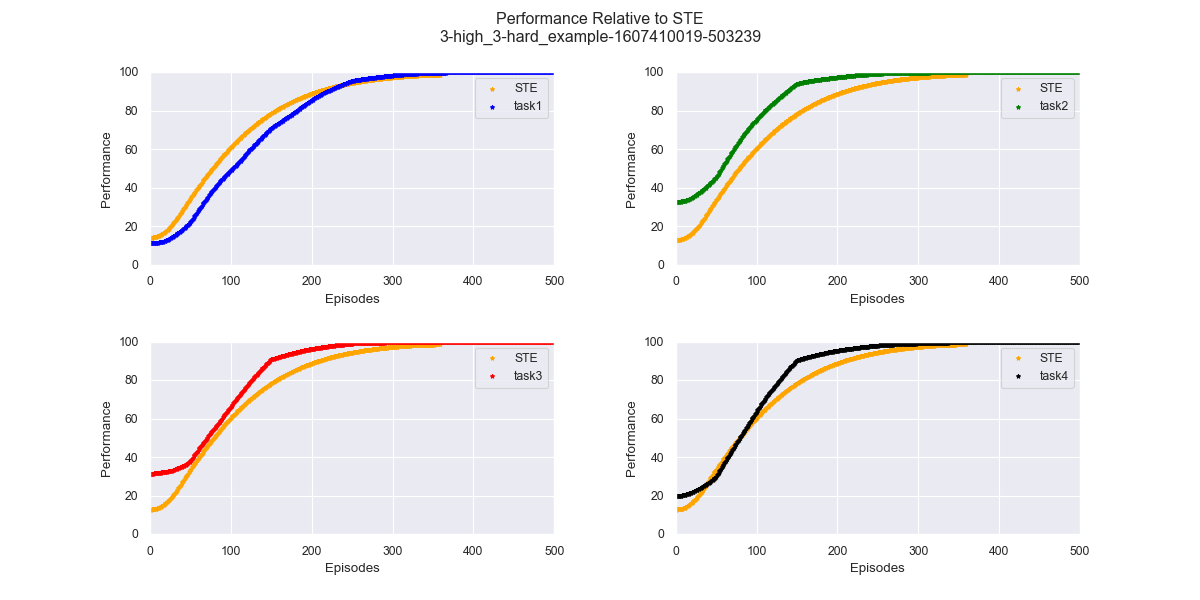 Performance Relative to STE
3-high_3-hard_example-1607410019-503239
100
80
60
40
20
0
Performance
STE
task1
0 100 200 300 400 500
Episodes
100
80
60
40
20
0
Performance
STE
task2
0 100 200 300 400 500
Episodes
100
80
60
40
20
0
Performance
STE
task3
0 100 200 300 400 500
Episodes
100
80
60
40
20
0
Performance
STE
task4
0 100 200 300 400 500
Episodes